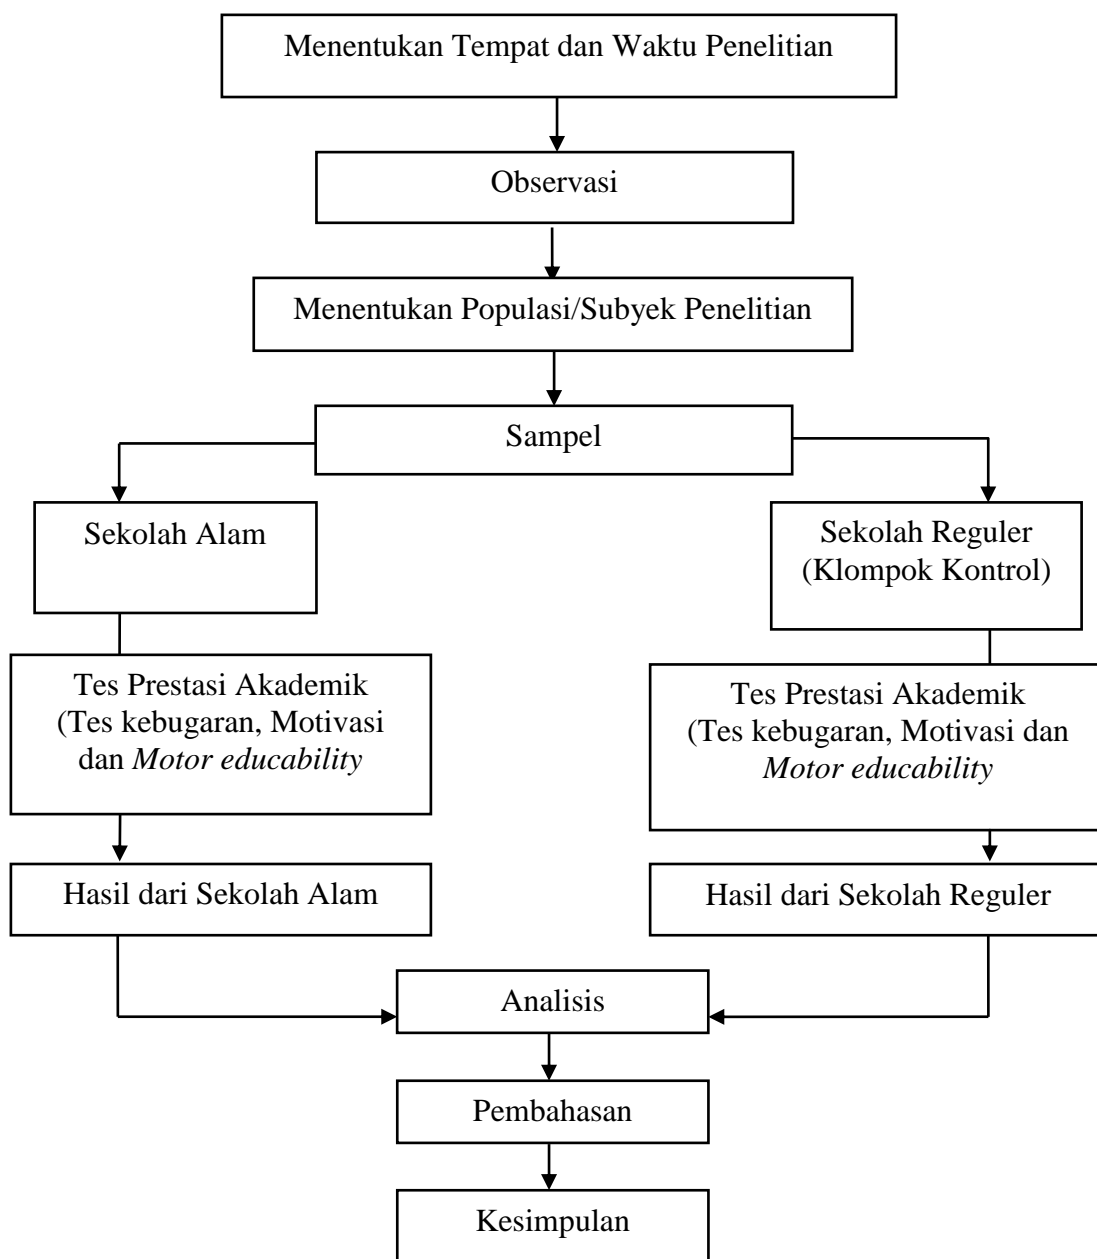 Menentukan Tempat dan Waktu Penelitian
Observasi
Menentukan Populasi/Subyek Penelitian
Sampel
Sekolah Alam
Sekolah Reguler
(Klompok Kontrol)
Tes Prestasi Akademik
(Tes kebugaran, Motivasi
dan Motor educability
Tes Prestasi Akademik
(Tes kebugaran, Motivasi dan
Motor educability
Hasil dari Sekolah Alam
Hasil dari Sekolah Reguler
Analisis
Pembahasan
Kesimpulan